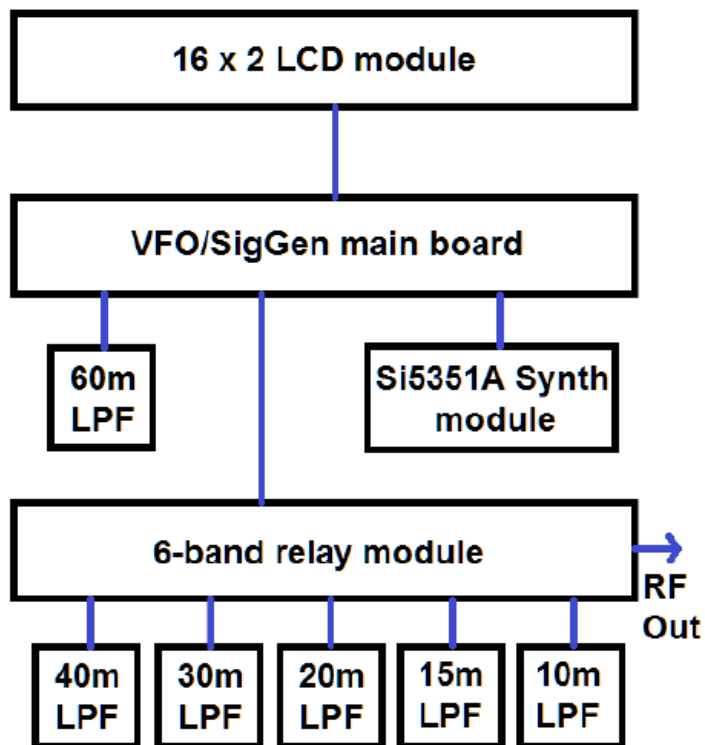 16 x 2 LCD module
VFO/SigGen main board
60m
LPF
Si5351A Synth
module
6-band relay module
RF
Out
40m
LPF
30m
LPF
20m
LPF
15m
LPF
10m
LPF